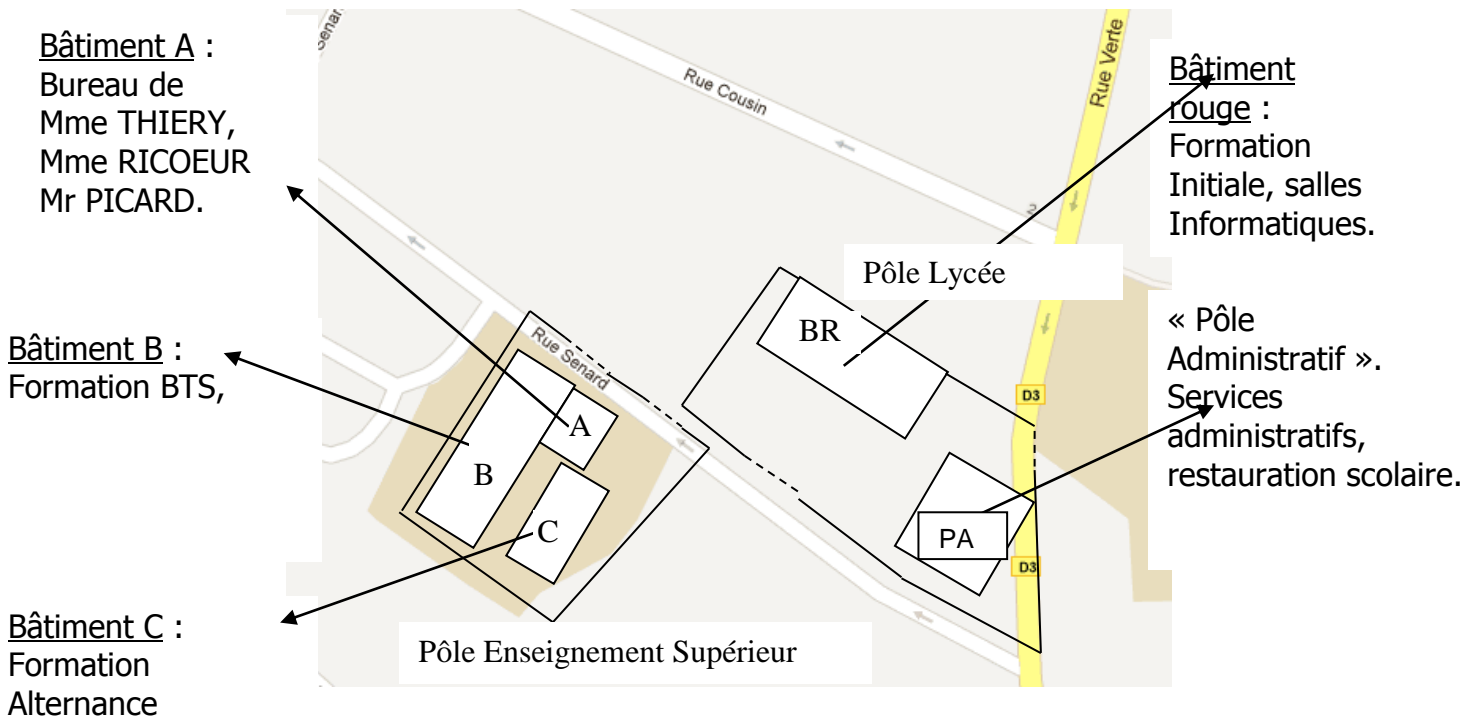 Bâtiment A :
Bureau de
Mme THIERY,
Mme RICOEUR
Mr PICARD.
Bâtiment B :
Formation BTS,
Bâtiment C :
Formation
Alternance
Senar
Rue Cousin
Rue Verte
2
Pôle Lycée
BR
Rue Senard
A
B
C
D3
PA
D3
Pôle Enseignement Supérieur
Bâtiment
rouge :
Formation
Initiale, salles
Informatiques.
« Pôle
Administratif ».
Services
administratifs,
restauration scolaire.